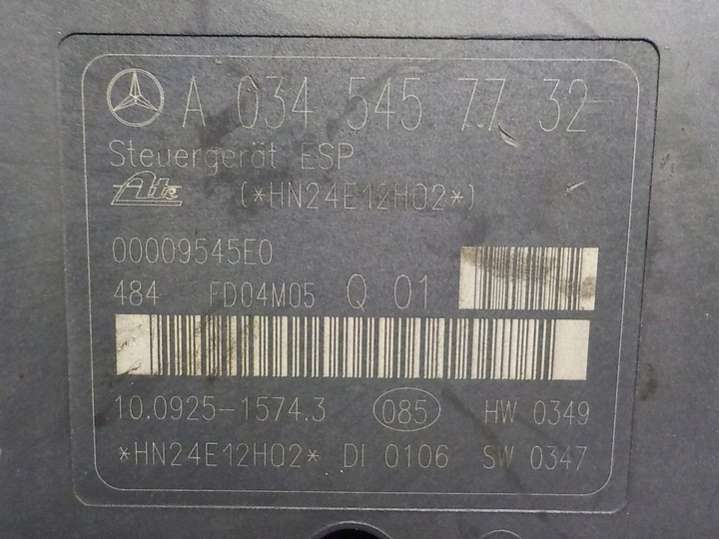 A 034 545 77 32
Steuergerät ESP
Ate (*HN24E12H02*)
00009545E0
484 FD04M05 Q 01
10.0925-1574.3 085 HW 0349
*HN24E12H02* DI 0106 SW 0347